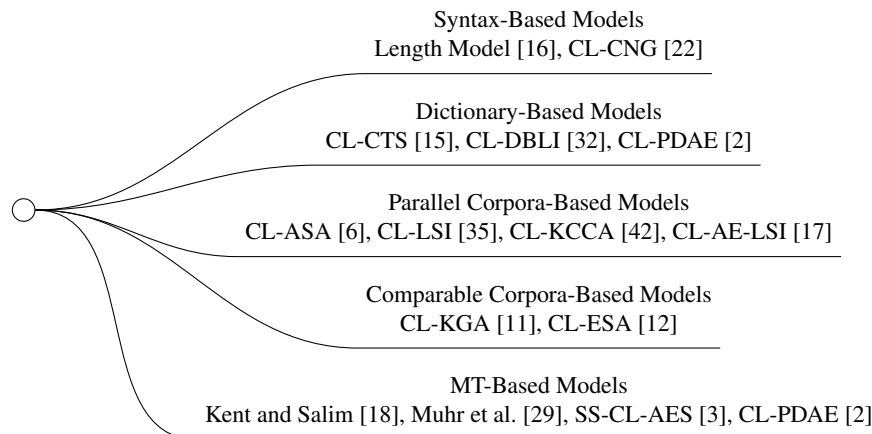 Syntax-Based Models
Length Model [16], CL-CNG [22]
Dictionary-Based Models
CL-CTS [15], CL-DBLI [32], CL-PDAE [2]
Parallel Corpora-Based Models
CL-ASA [6], CL-LSI [35], CL-KCCA [42], CL-AE-LSI [17]
Comparable Corpora-Based Models
CL-KGA [11], CL-ESA [12]
MT-Based Models
Kent and Salim [18], Muhr et al. [29], SS-CL-AES [3], CL-PDAE [2]